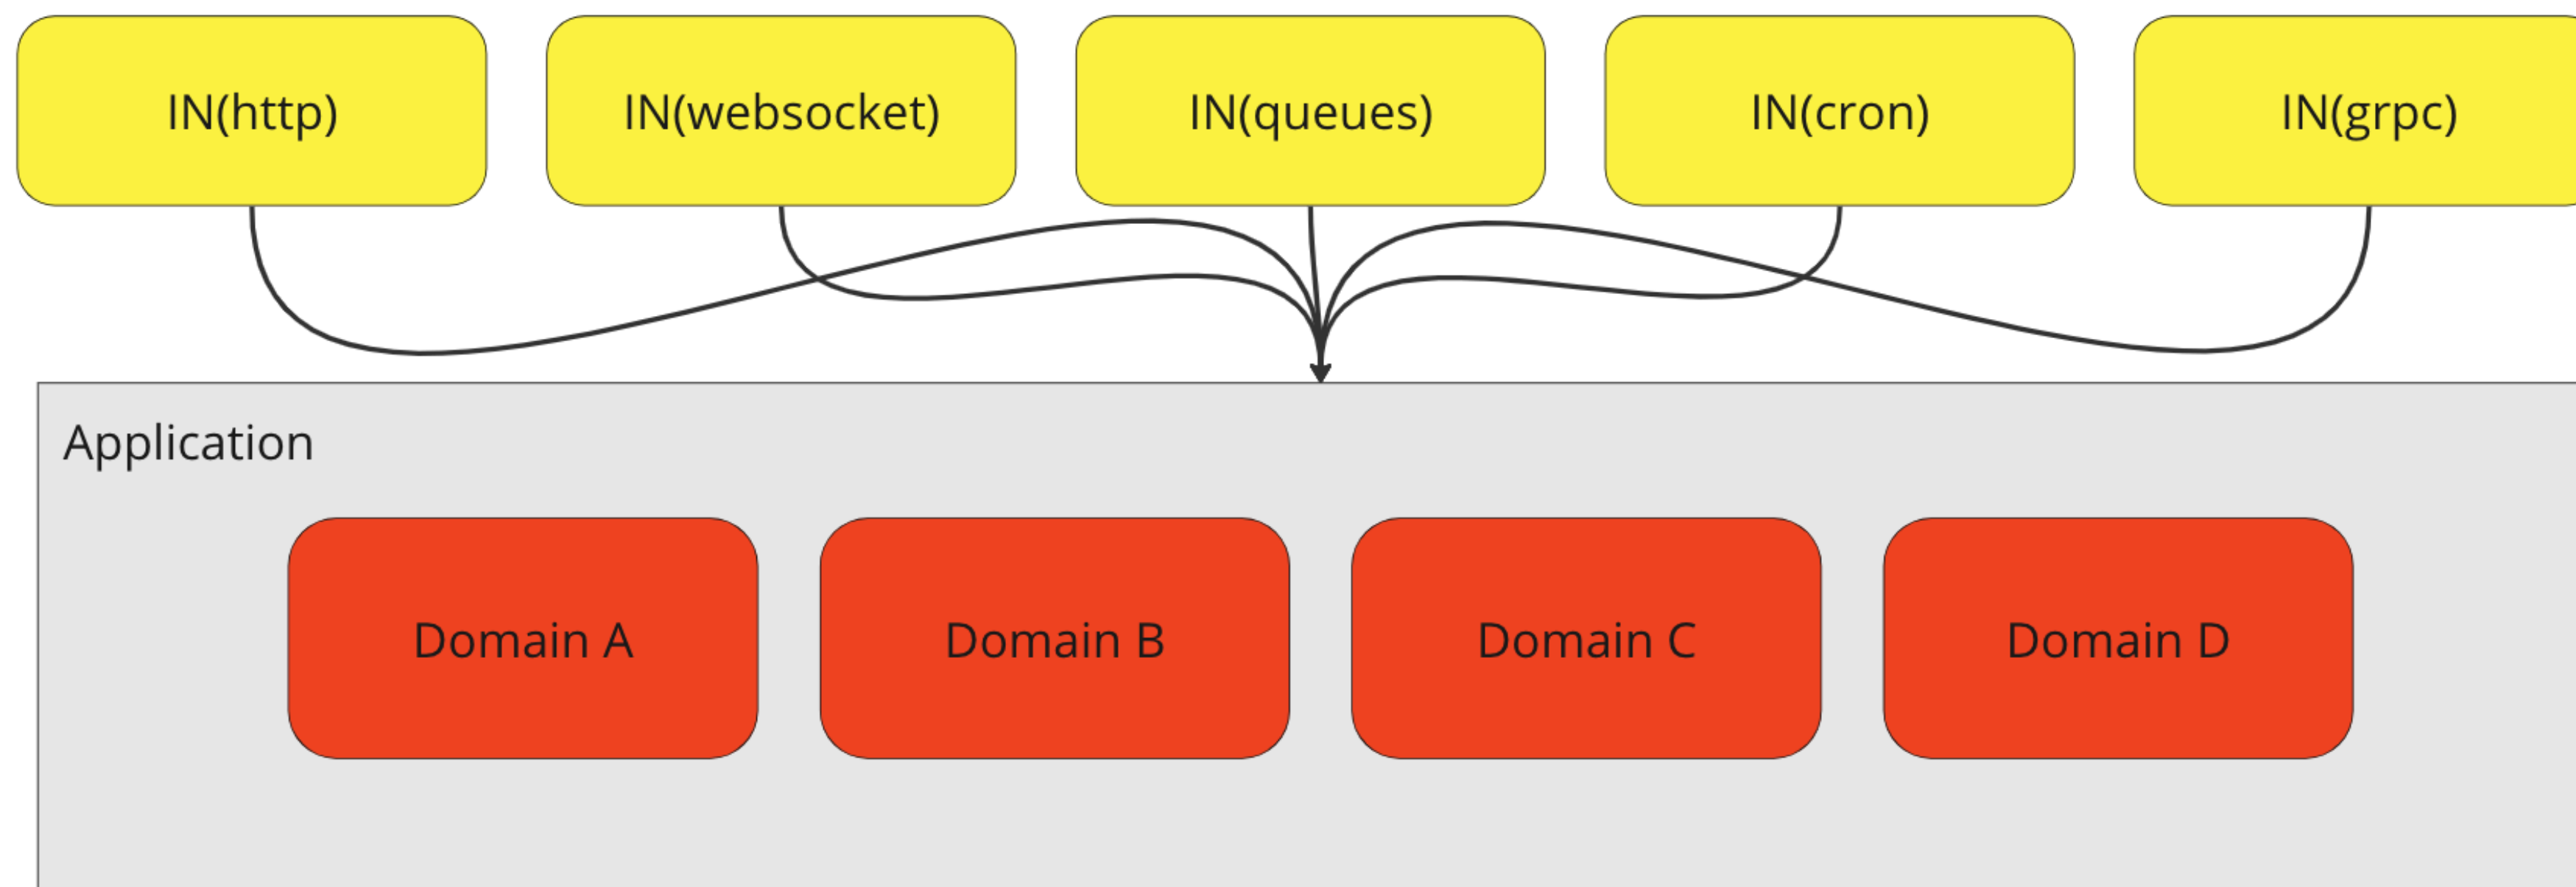 IN(http)
IN(websocket)
IN(queues)
IN(cron)
IN(grpc)
Application
Domain A
Domain B
Domain C
Domain D